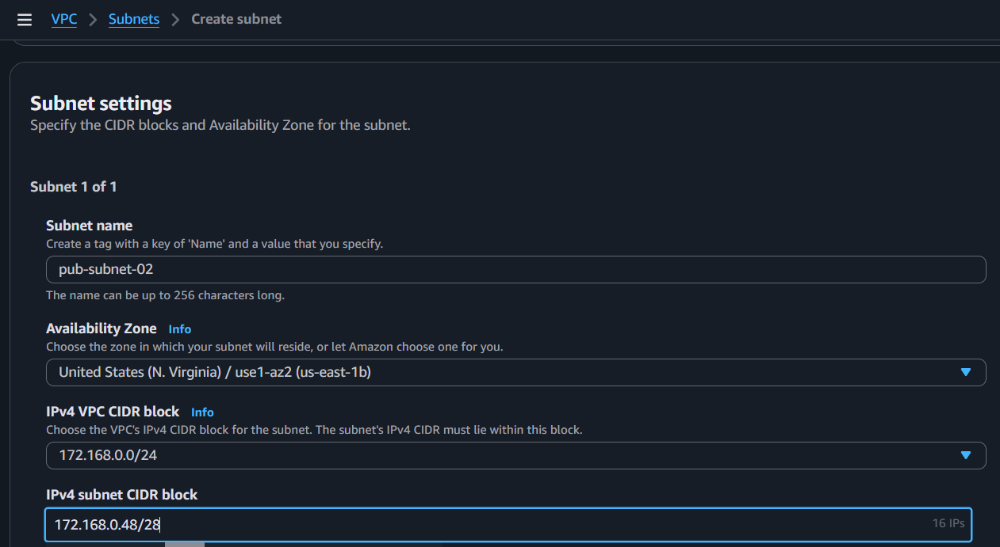 VPC > Subnets > Create subnet
Subnet settings
Specify the CIDR blocks and Availability Zone for the subnet.
Subnet 1 of 1
Subnet name
Create a tag with a key of 'Name' and a value that you specify.
pub-subnet-02
The name can be up to 256 characters long.
Availability Zone Info
Choose the zone in which your subnet will reside, or let Amazon choose one for you.
United States (N. Virginia) / use1-az2 (us-east-1b)
IPv4 VPC CIDR block Info
Choose the VPC's IPv4 CIDR block for the subnet. The subnet's IPv4 CIDR must lie within this block.
172.168.0.0/24
IPv4 subnet CIDR block
172.168.0.48/28 16 IPs